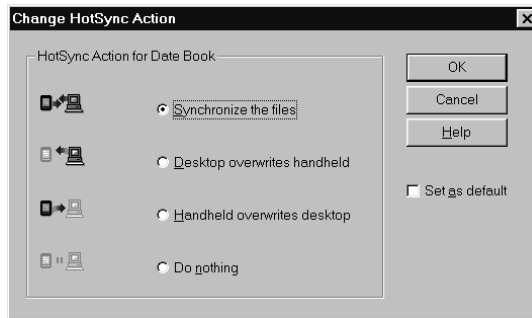 Change HotSync Action
HotSync Action for Date Book
Synchronize the files
Desktop overwrites handheld
Handheld overwrites desktop
Do nothing
OK
Cancel
Help
Set as default